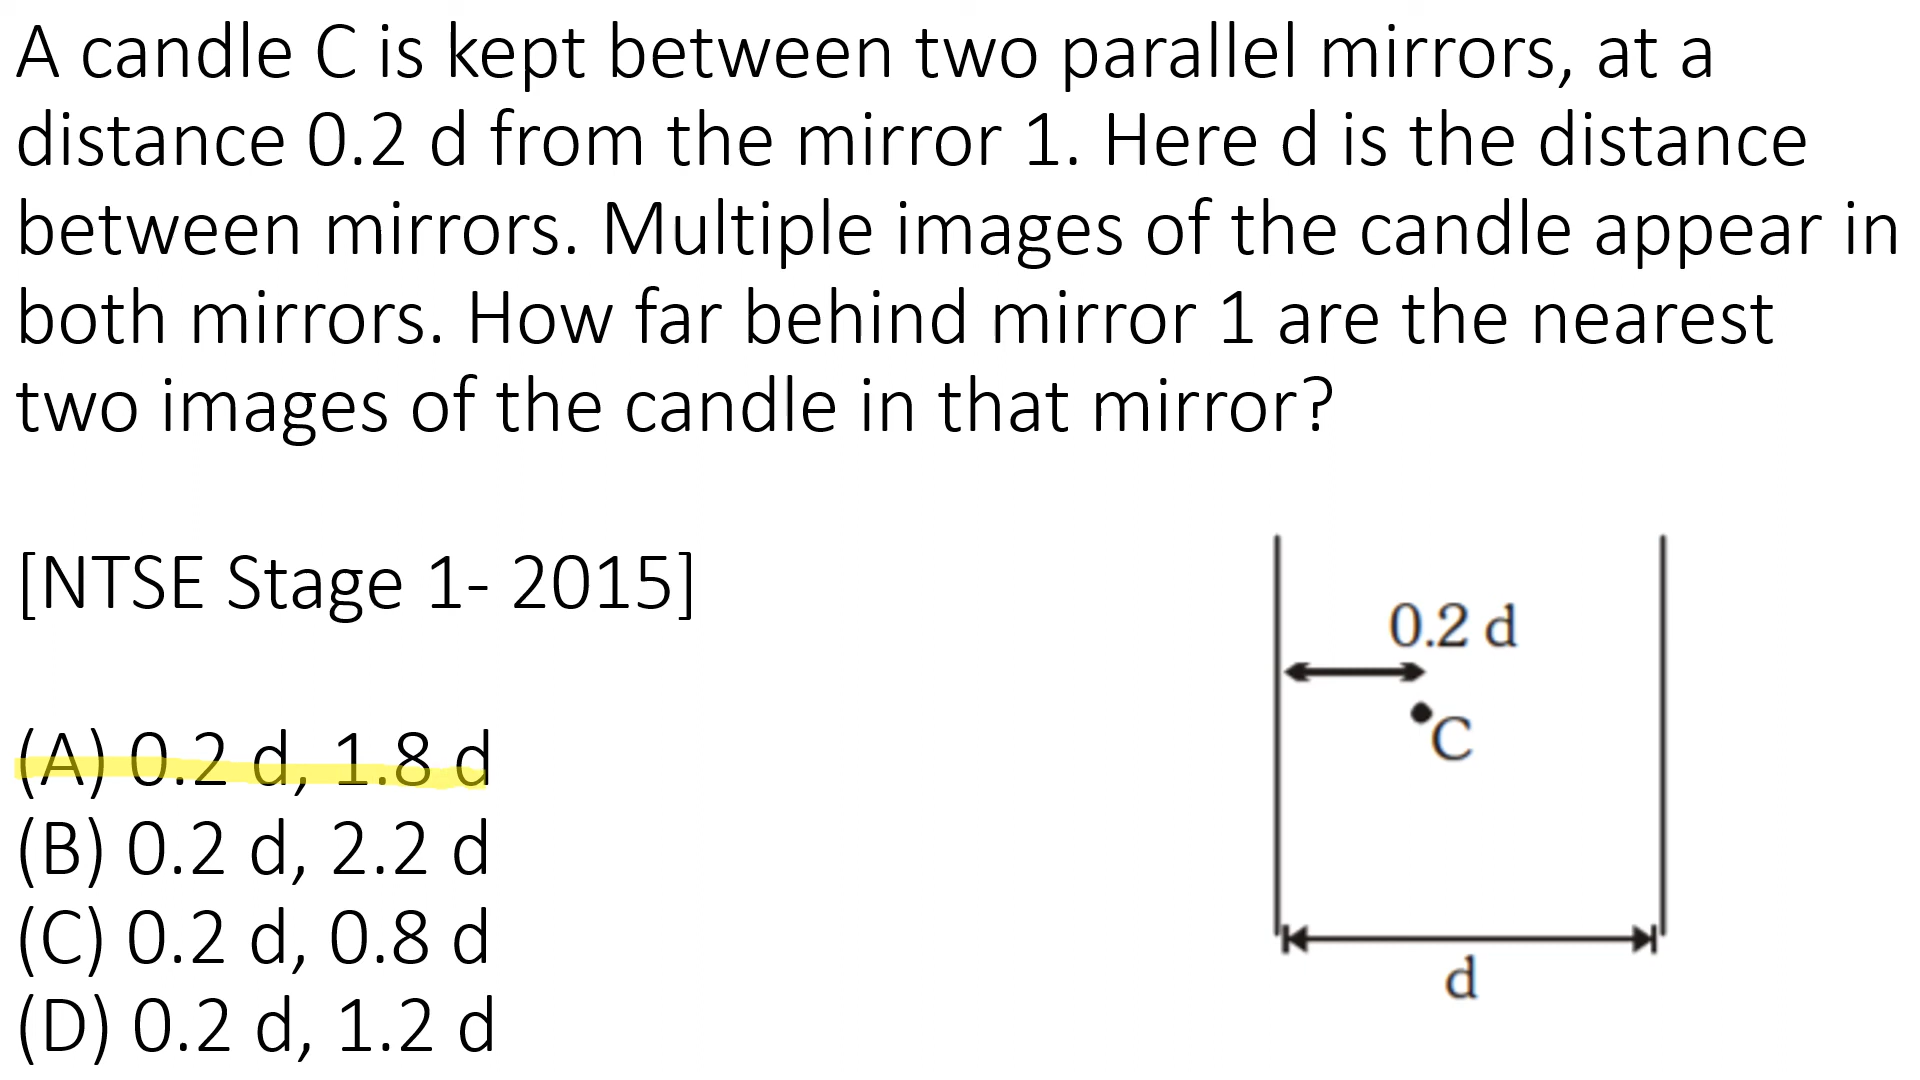 A candle C is kept between two parallel mirrors, at a
distance 0.2 d from the mirror 1. Here d is the distance
between mirrors. Multiple images of the candle appear in
both mirrors. How far behind mirror 1 are the nearest
two images of the candle in that mirror?
[NTSE Stage 1- 2015]
(A) 0.2 d, 1.8 d
(B) 0.2 d, 2.2 d
(C) 0.2 d, 0.8 d
(D) 0.2 d, 1.2 d
0.2 d
C
d